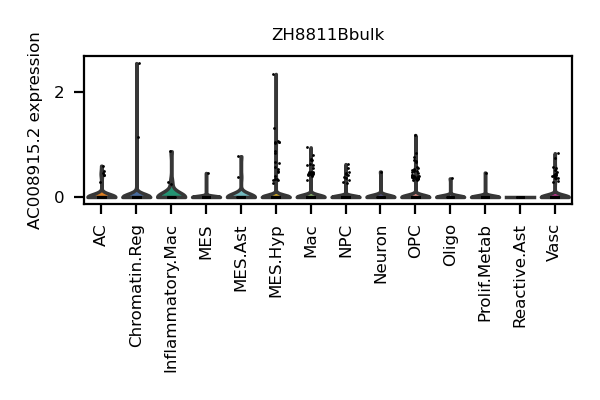 ZH8811Bbulk
AC008915.2 expression
2
0
AC
Chromatin.Reg
Inflammatory.Mac
MES
MES.Ast
MES.Hyp
Mac
NPC
Neuron
OPC
Oligo
Prolif.Metab
Reactive.Ast
Vasc